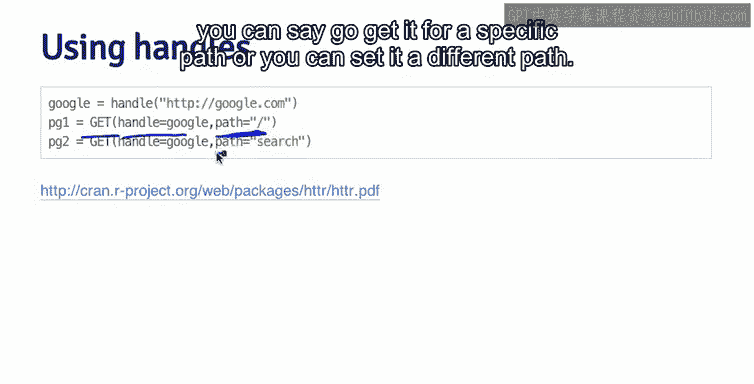 you can say go get it for a specific
path or you can set it a different path.
Using handles
google = handle("http://google.com")
pg1 = GET(handle=google,path="/")
pg2 = GET(handle=google,path="search")
http://cran.r-project.org/web/packages/httr/httr.pdf